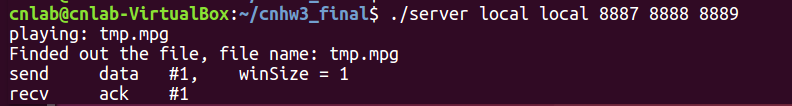 cnlab@cnlab-VirtualBox:~/cnhw3_final$ ./server local local 8887 8888 8889
playing: tmp.mpg
Finded out the file, file name: tmp.mpg
send    data    #1,    winSize = 1
recv    ack    #1